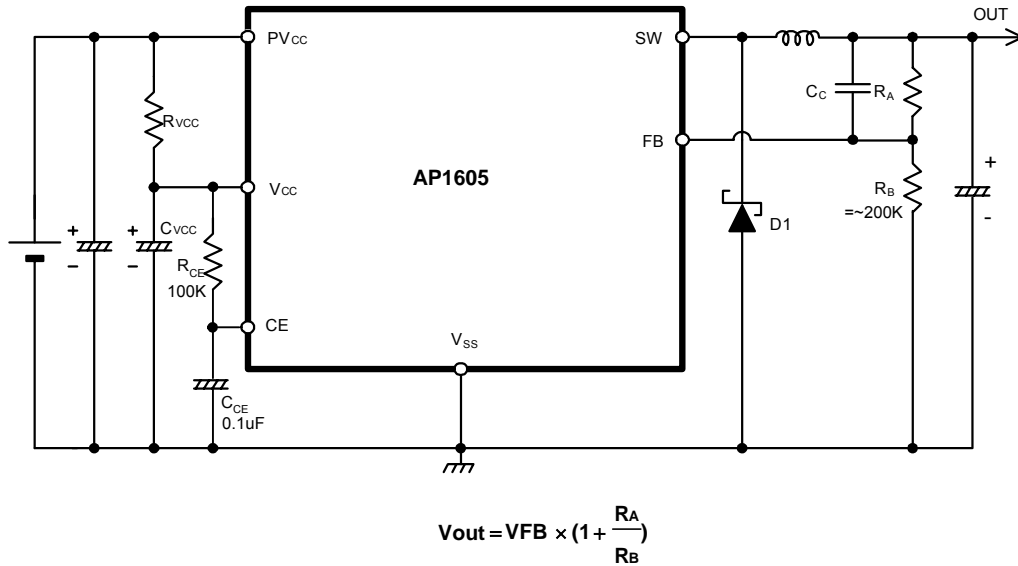 OUT
PVCC
SW
RVCC
CC
RA
FB
VCC
AP1605
RB
=~200K
+
-
+
−
+
−
CVCC
D1
RCE
100K
CE
VSS
CCE
0.1uF
Vout = VFB × (1 + RA/RB)